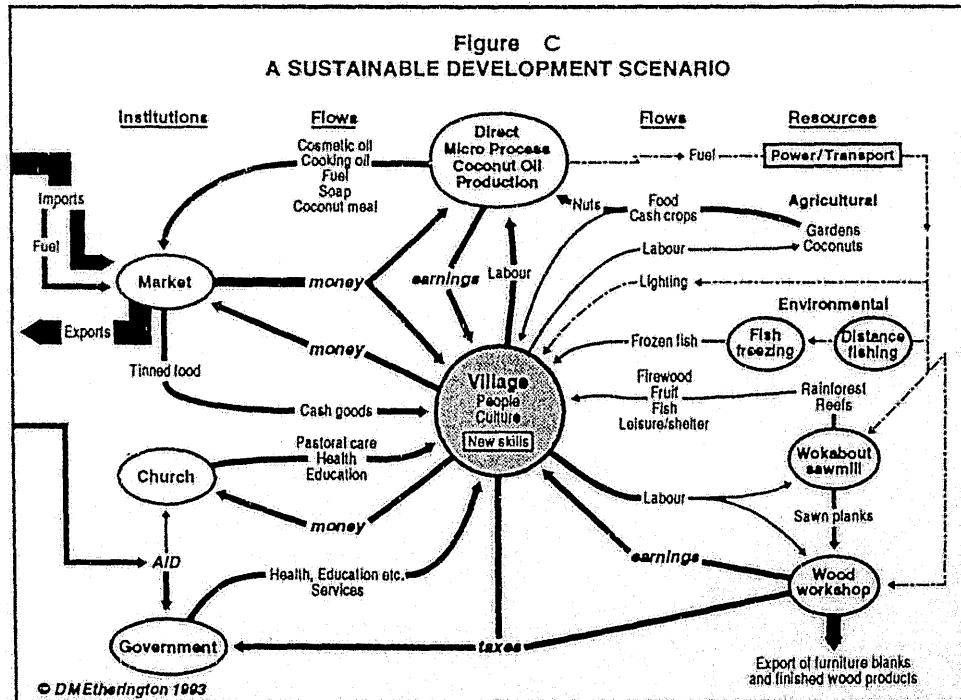 Figure C
A SUSTAINABLE DEVELOPMENT SCENARIO
Institutions
Flows
Flows
Resources
Cosmetic oil
Cooking oil
Fuel
Soap
Coconut meal
Direct
Micro Process
Coconut Oil
Production
Fuel
Power/Transport
Imports
Fuel
Nuts
Food
Cash crops
Agricultural
Gardens
Coconuts
Labour
Market
money
earnings
Labour
Lighting
Exports
money
Environmental
Frozen fish
Fish
freezing
Distance
fishing
Tinned food
Cash goods
Village
People
Culture
New skills
Firewood
Fruit
Fish
Leisure/shelter
Rainforest
Reefs
Church
Pastoral care
Health
Education
Wokabout
sawmill
money
Labour
Sawn planks
AID
Health, Education etc.
Services
earnings
Wood
workshop
Government
taxes
Export of furniture blanks
and finished wood products
© DMEtherington 1993